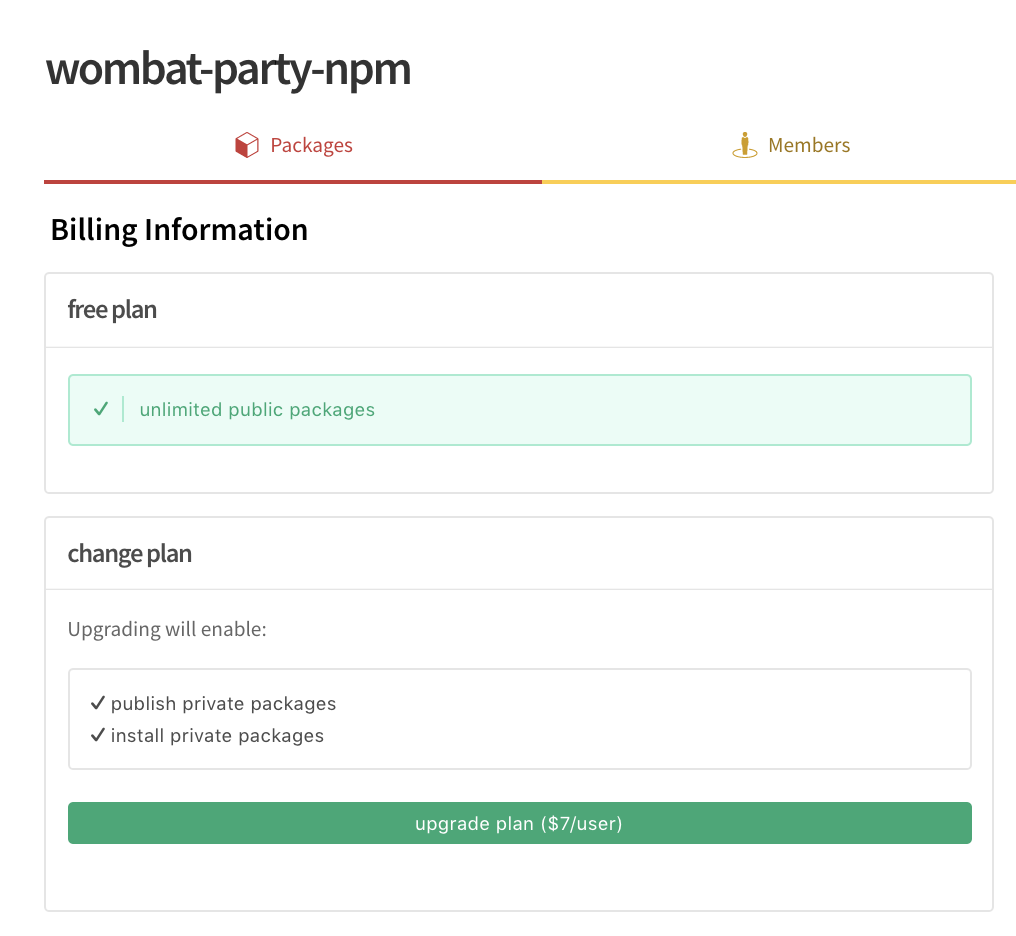 wombat-party-npm
Packages
Members
Billing Information
free plan
✓ unlimited public packages
change plan
Upgrading will enable:
✓ publish private packages
✓ install private packages
upgrade plan ($7/user)